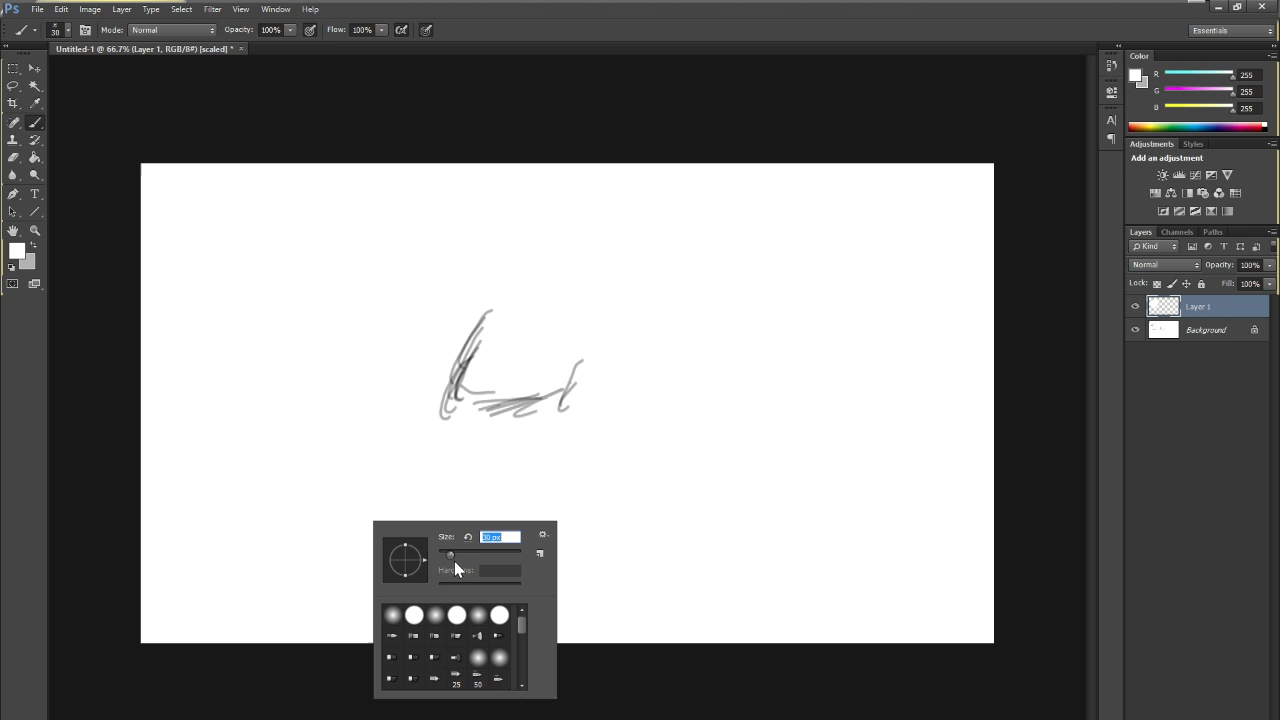 Ps File Edit Image Layer Type Select Filter View Window Help
30 Mode: Normal Opacity: 100% Flow: 100% Essentials
Untitled-1 @ 66.7% (Layer 1, RGB/8#) [scaled] * ×
Color
R 255
G 255
B 255
Adjustments Styles
Add an adjustment
Layers Channels Paths
Kind
Normal Opacity: 100%
Lock: Fill: 100%
Layer 1
Background
Size: 30 px
Hardness:
25 50